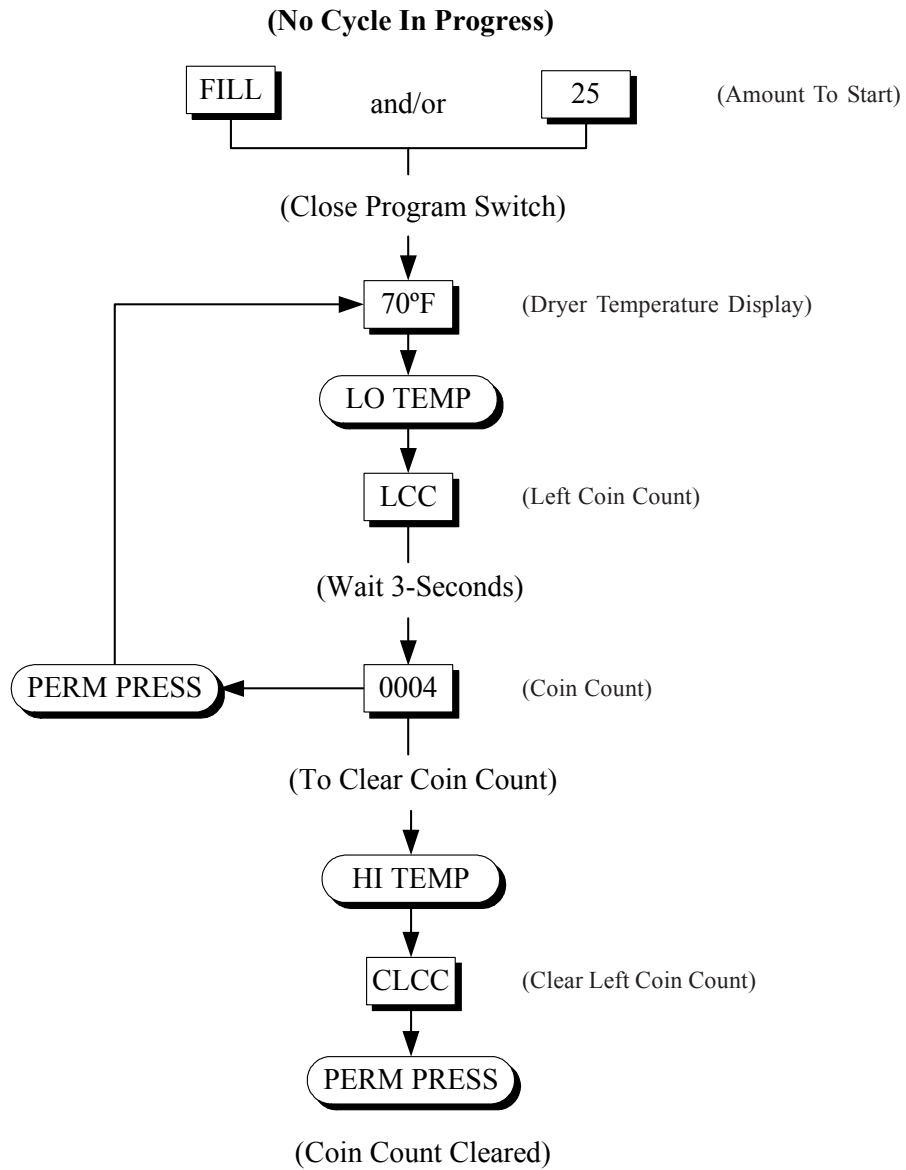 (No Cycle In Progress)
FILL and/or 25 (Amount To Start)
(Close Program Switch)
70ºF (Dryer Temperature Display)
LO TEMP
LCC (Left Coin Count)
(Wait 3-Seconds)
PERM PRESS 0004 (Coin Count)
(To Clear Coin Count)
HI TEMP
CLCC (Clear Left Coin Count)
PERM PRESS
(Coin Count Cleared)